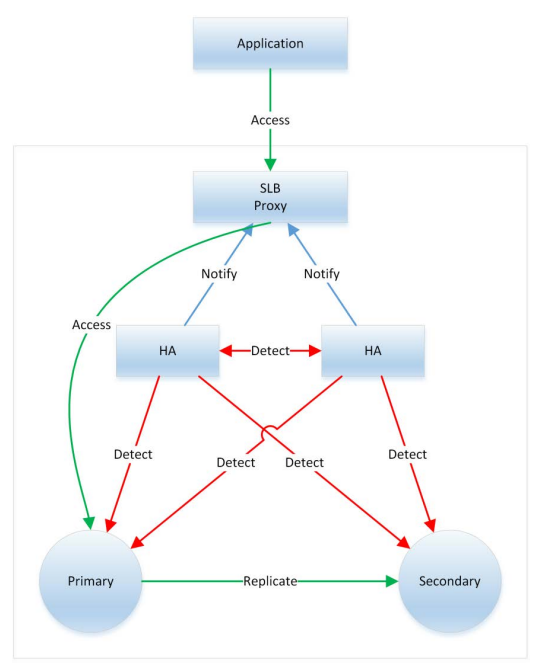 Application
Access
SLB
Proxy
Notify
Notify
Access
HA
Detect
HA
Detect
Detect
Detect
Detect
Primary
Replicate
Secondary